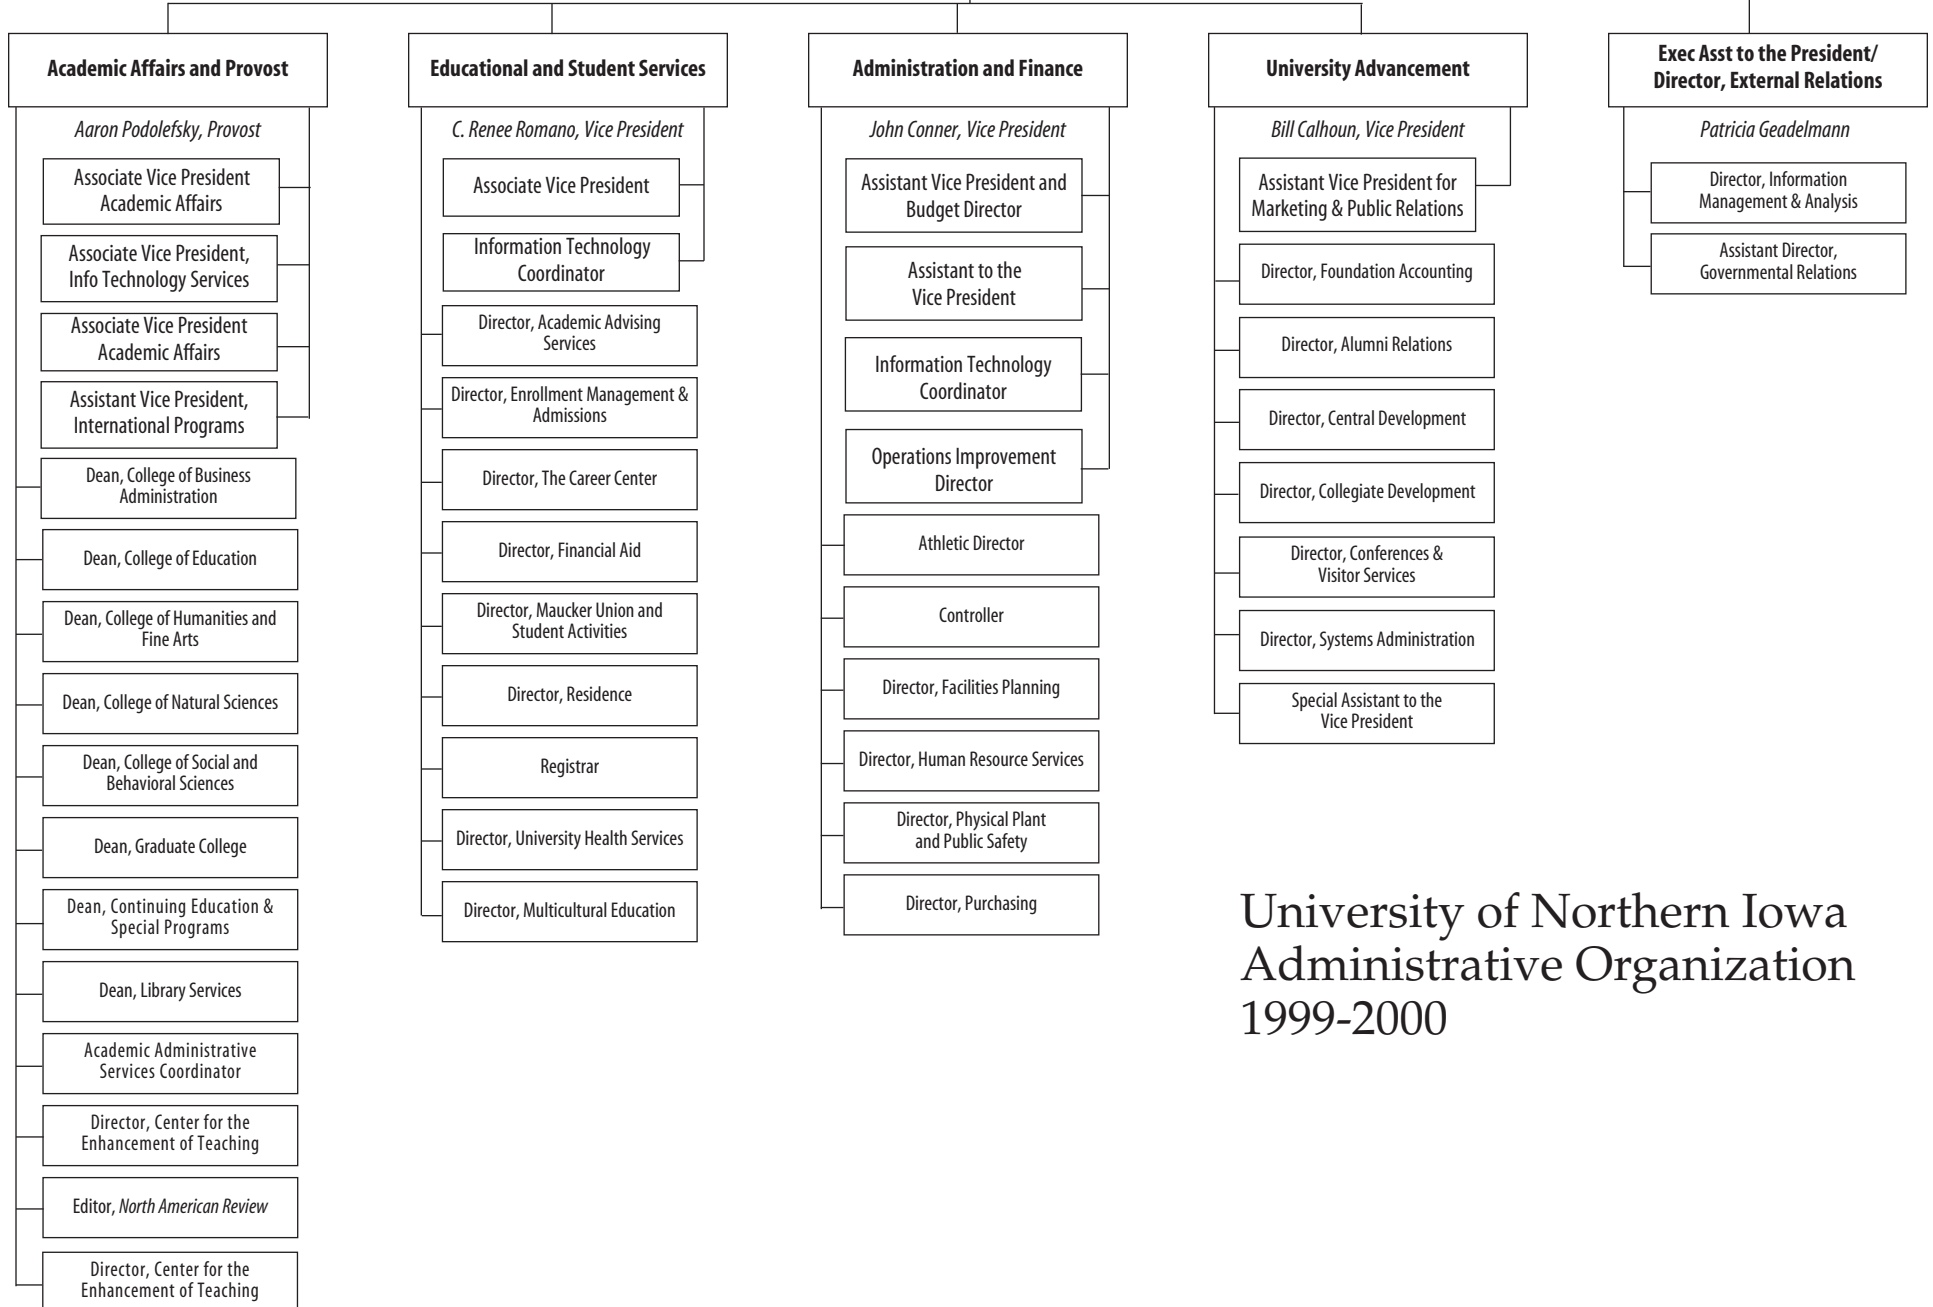 Academic Affairs and Provost
Aaron Podolefsky, Provost
Associate Vice President
Academic Affairs
Associate Vice President,
Info Technology Services
Associate Vice President
Academic Affairs
Assistant Vice President,
International Programs
Dean, College of Business
Administration
Dean, College of Education
Dean, College of Humanities and
Fine Arts
Dean, College of Natural Sciences
Dean, College of Social and
Behavioral Sciences
Dean, Graduate College
Dean, Continuing Education &
Special Programs
Dean, Library Services
Academic Administrative
Services Coordinator
Director, Center for the
Enhancement of Teaching
Editor, North American Review
Director, Center for the
Enhancement of Teaching
Educational and Student Services
C. Renee Romano, Vice President
Associate Vice President
Information Technology
Coordinator
Director, Academic Advising
Services
Director, Enrollment Management &
Admissions
Director, The Career Center
Director, Financial Aid
Director, Maucker Union and
Student Activities
Director, Residence
Registrar
Director, University Health Services
Director, Multicultural Education
Administration and Finance
John Conner, Vice President
Assistant Vice President and
Budget Director
Assistant to the
Vice President
Information Technology
Coordinator
Operations Improvement
Director
Athletic Director
Controller
Director, Facilities Planning
Director, Human Resource Services
Director, Physical Plant
and Public Safety
Director, Purchasing
University Advancement
Bill Calhoun, Vice President
Assistant Vice President for
Marketing & Public Relations
Director, Foundation Accounting
Director, Alumni Relations
Director, Central Development
Director, Collegiate Development
Director, Conferences &
Visitor Services
Director, Systems Administration
Special Assistant to the
Vice President
Exec Asst to the President/
Director, External Relations
Patricia Geadelmann
Director, Information
Management & Analysis
Assistant Director,
Governmental Relations
University of Northern Iowa
Administrative Organization
1999-2000